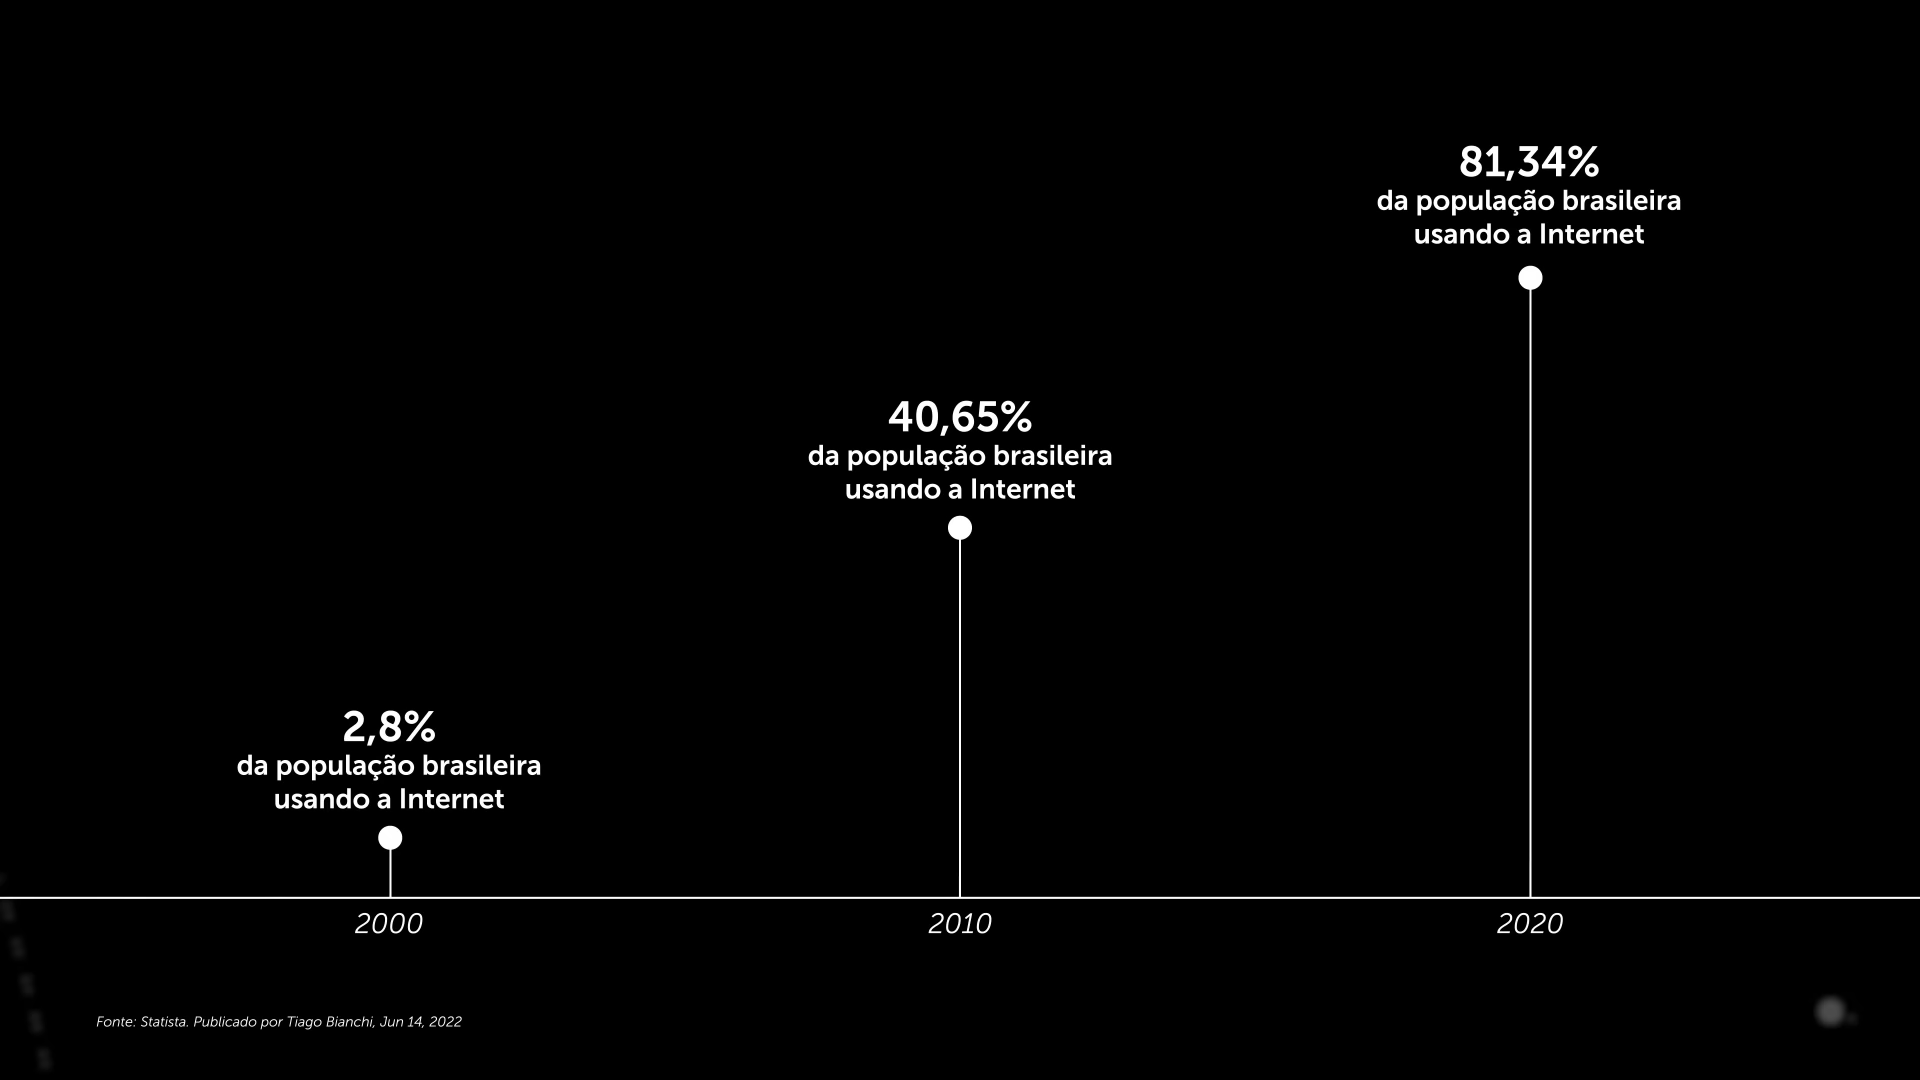 81,34%
da população brasileira
usando a Internet
40,65%
da população brasileira
usando a Internet
2,8%
da população brasileira
usando a Internet
2000
2010
2020
Fonte: Statista. Publicado por Tiago Bianchi, Jun 14, 2022